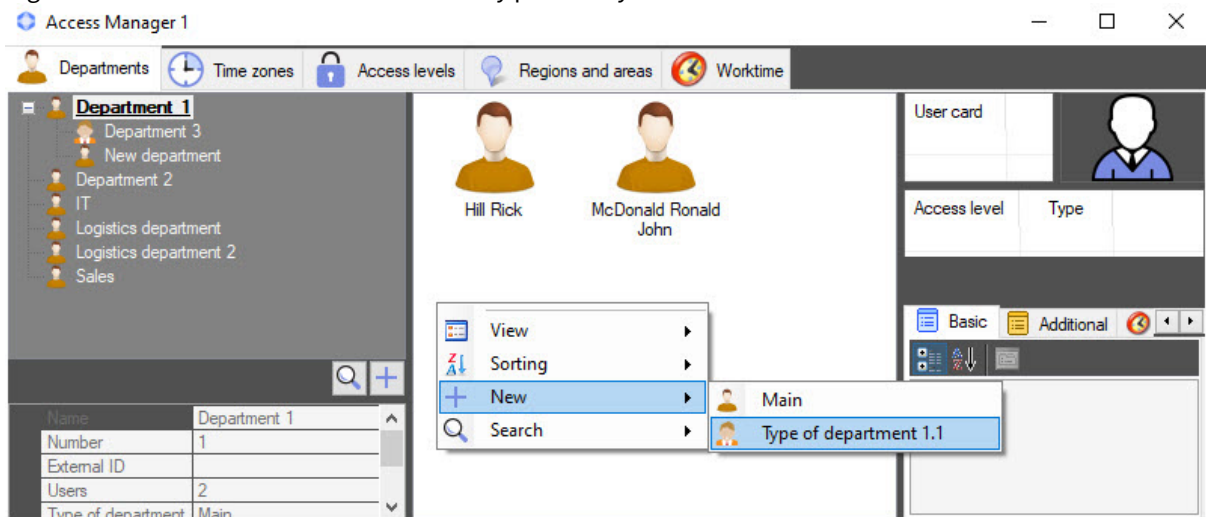 Access Manager 1
Departments
Time zones
Access levels
Regions and areas
Worktime
Department 1
Department 3
New department
Department 2
IT
Logistics department
Logistics department 2
Sales
Hill Rick
McDonald Ronald
John
User card
Access level
Type
View
Sorting
New
Search
Main
Type of department 1.1
Basic
Additional
Name
Department 1
Number
1
External ID
Users
2
Type of department
Main